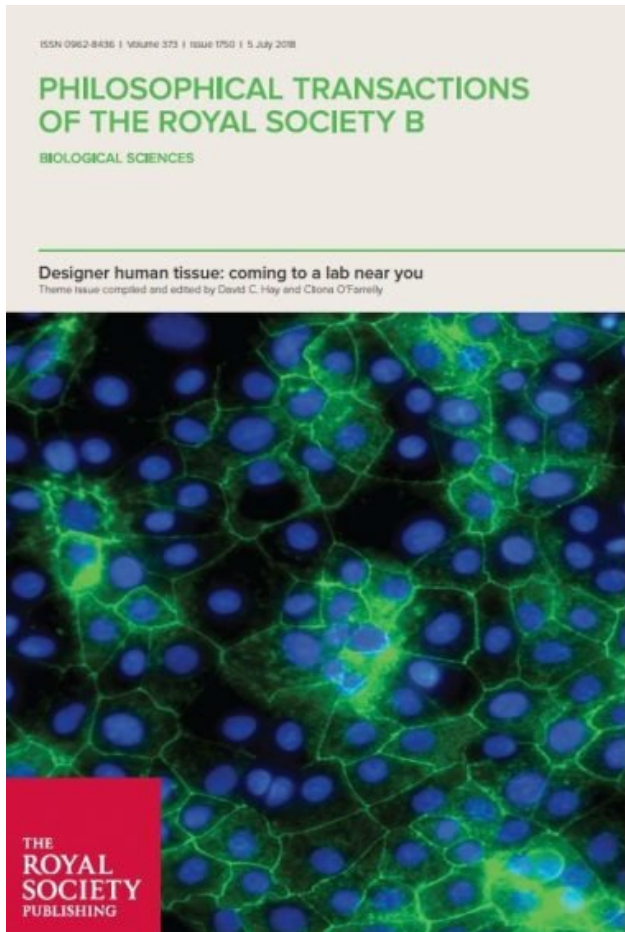 ISSN 0962-8436 | Volume 373 | Issue 1750 | 5 July 2018
PHILOSOPHICAL TRANSACTIONS
OF THE ROYAL SOCIETY B
BIOLOGICAL SCIENCES
Designer human tissue: coming to a lab near you
Theme issue compiled and edited by David C. Hay and Cliona O'Farrelly
THE
ROYAL
SOCIETY
PUBLISHING